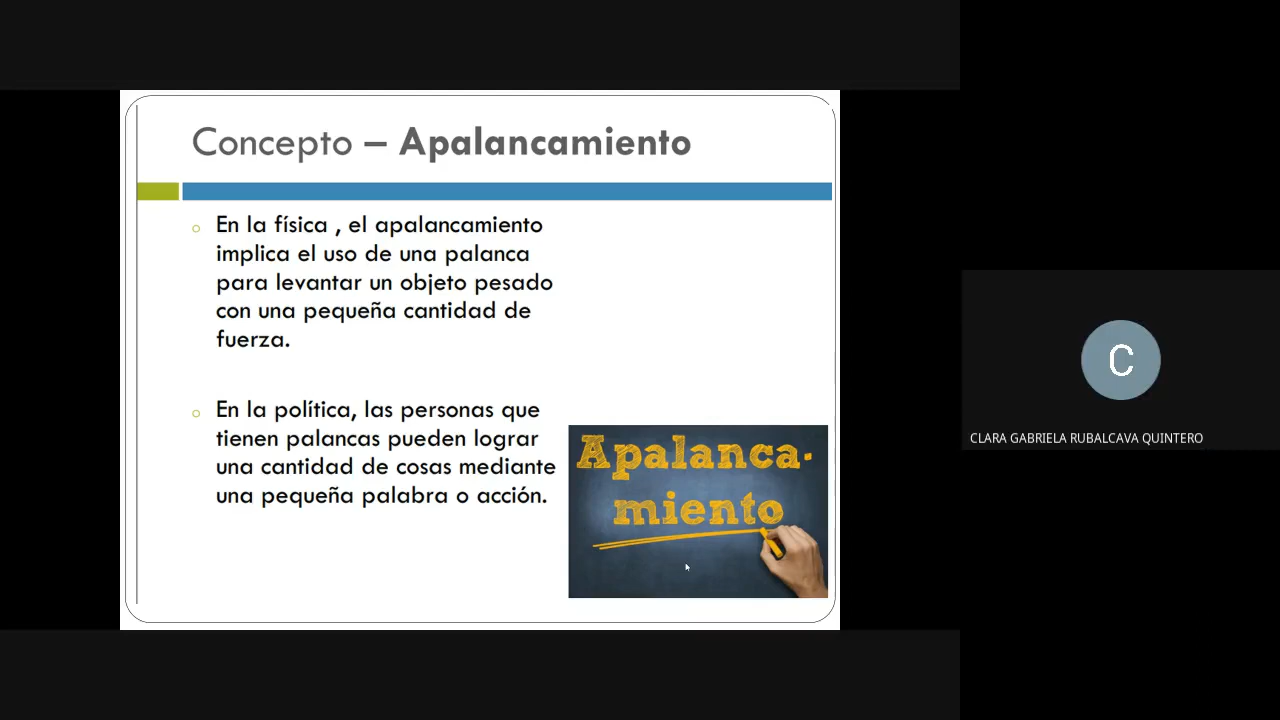 Concepto – Apalancamiento
En la física , el apalancamiento
implica el uso de una palanca
para levantar un objeto pesado
con una pequeña cantidad de
fuerza.
En la política, las personas que
tienen palancas pueden lograr
una cantidad de cosas mediante
una pequeña palabra o acción.
Apalanca-
miento
C
CLARA GABRIELA RUBALCAVA QUINTERO